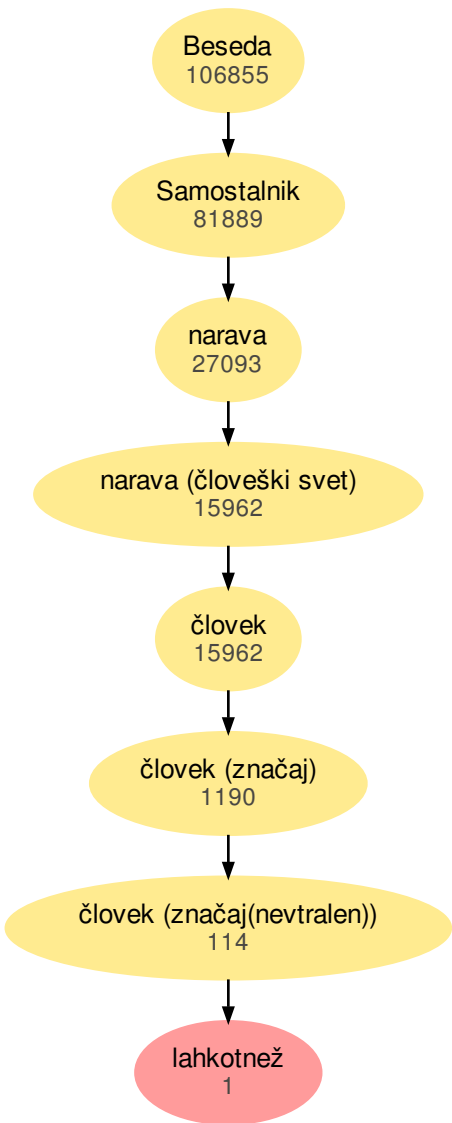 Beseda
106855
Samostalnik
81889
narava
27093
narava (človeški svet)
15962
človek
15962
človek (značaj)
1190
človek (značaj(nevtralen))
114
lahkotnež
1